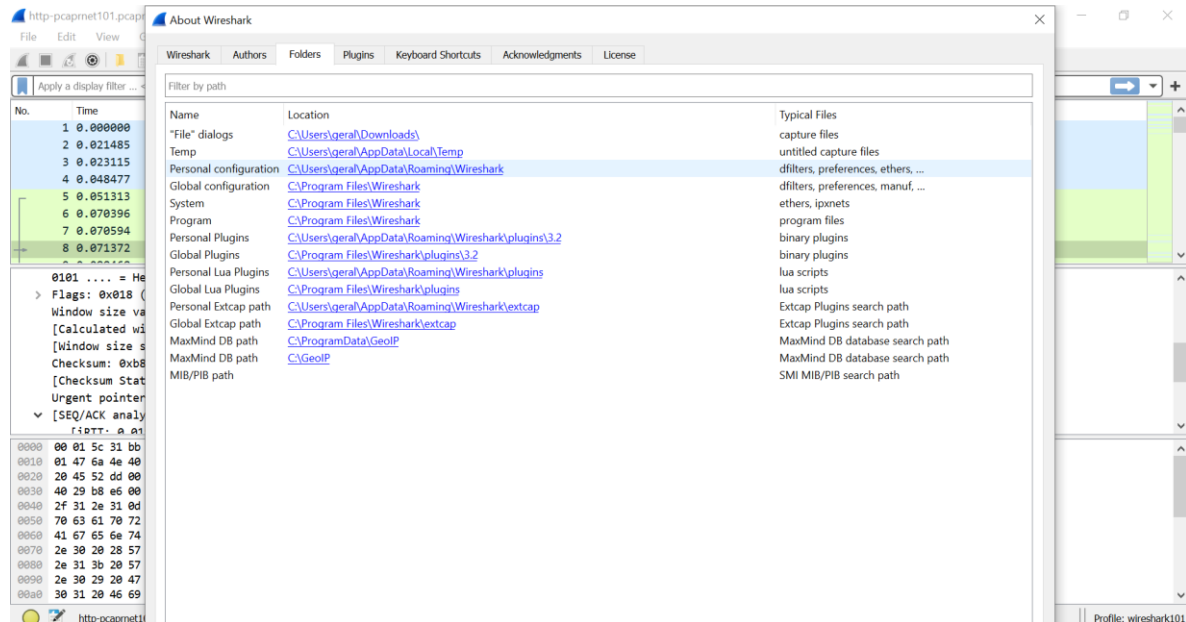 http-pcaprnet101.pcapr
About Wireshark
File Edit View G
Wireshark Authors Folders Plugins Keyboard Shortcuts Acknowledgments License
Apply a display filter ... <
Filter by path
No. Time
1 0.000000
2 0.021485
3 0.023115
4 0.048477
5 0.051313
6 0.070396
7 0.070594
8 0.071372
Name Location Typical Files
"File" dialogs C:\Users\geral\Downloads\ capture files
Temp C:\Users\geral\AppData\Local\Temp untitled capture files
Personal configuration C:\Users\geral\AppData\Roaming\Wireshark dfilters, preferences, ethers, ...
Global configuration C:\Program Files\Wireshark dfilters, preferences, manuf, ...
System C:\Program Files\Wireshark ethers, ipxnets
Program C:\Program Files\Wireshark program files
Personal Plugins C:\Users\geral\AppData\Roaming\Wireshark\plugins\3.2 binary plugins
Global Plugins C:\Program Files\Wireshark\plugins\3.2 binary plugins
Personal Lua Plugins C:\Users\geral\AppData\Roaming\Wireshark\plugins lua scripts
Global Lua Plugins C:\Program Files\Wireshark\plugins lua scripts
Personal Extcap path C:\Users\geral\AppData\Roaming\Wireshark\extcap Extcap Plugins search path
Global Extcap path C:\Program Files\Wireshark\extcap Extcap Plugins search path
MaxMind DB path C:\ProgramData\GeoIP MaxMind DB database search path
MaxMind DB path C:\GeoIP MaxMind DB database search path
MIB/PIB path SMI MIB/PIB search path
0101 .... = He
Flags: 0x018 (
Window size va
[Calculated wi
[Window size s
Checksum: 0xb8
[Checksum Stat
Urgent pointer
[SEQ/ACK analy
[iRTT: 0.01
0000 00 01 5c 31 bb
0010 01 47 6a 4e 40
0020 20 45 52 dd 00
0030 40 29 b8 e6 00
0040 2f 31 2e 31 0d
0050 70 63 61 70 72
0060 41 67 65 6e 74
0070 2e 30 20 28 57
0080 2e 31 3b 20 57
0090 2e 30 29 20 47
00a0 30 31 20 46 69
http-pcaprnet10
Profile: wireshark101